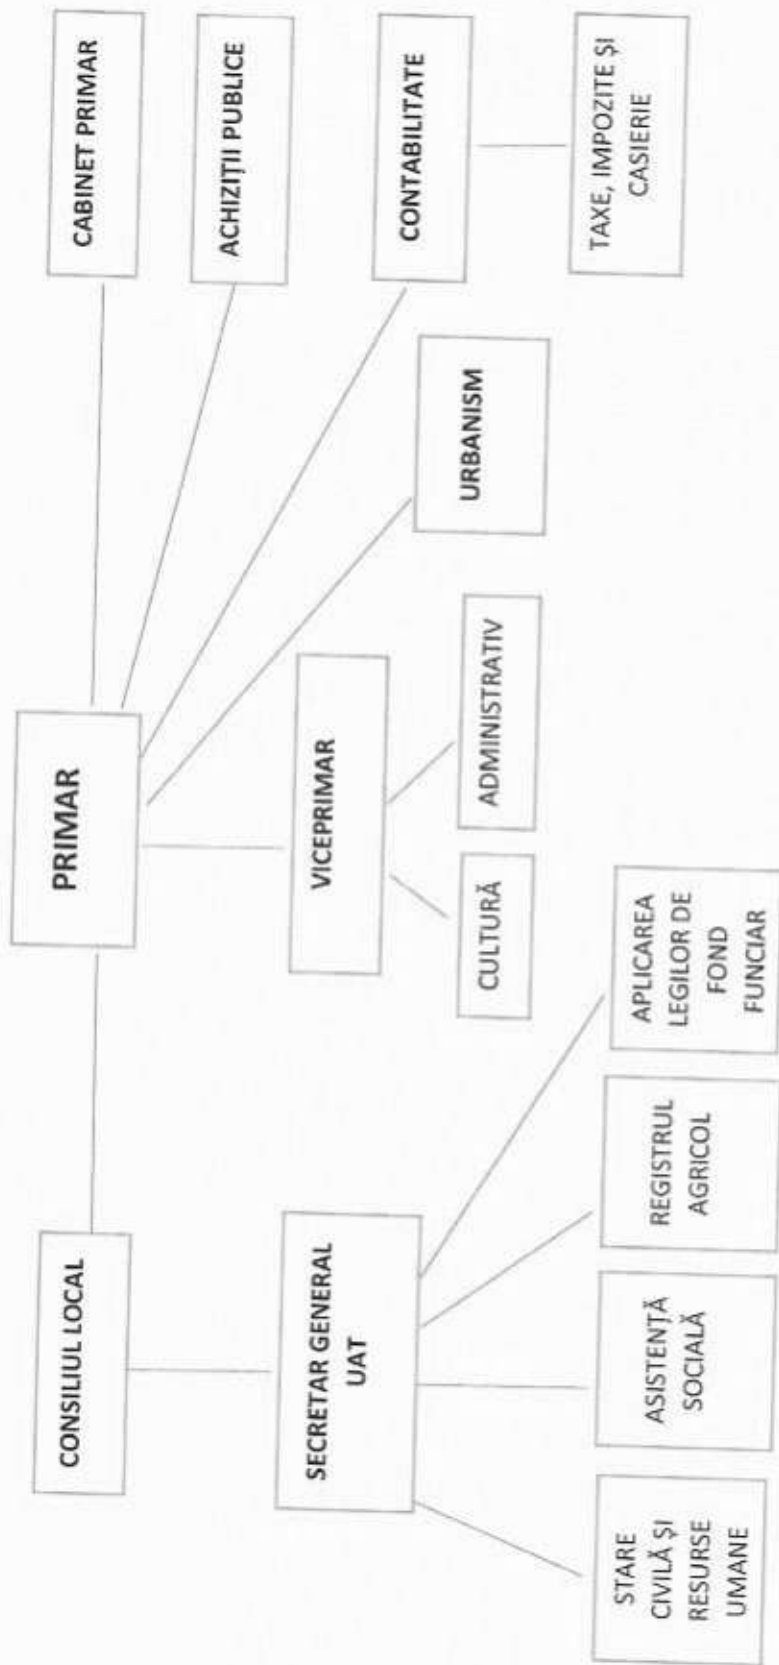 PRIMAR
CONSILIUL LOCAL
CABINET PRIMAR
ACHIZIȚII PUBLICE
CONTABILITATE
TAXE, IMPOZITE ȘI
CASIERIE
URBANISM
VICEPRIMAR
CULTURĂ
ADMINISTRATIV
SECRETAR GENERAL
UAT
STARE
CIVILĂ ȘI
RESURSE
UMANE
ASISTENȚĂ
SOCIALĂ
REGISTRUL
AGRICOL
APLICAREA
LEGILOR DE
FOND
FUNCIAR